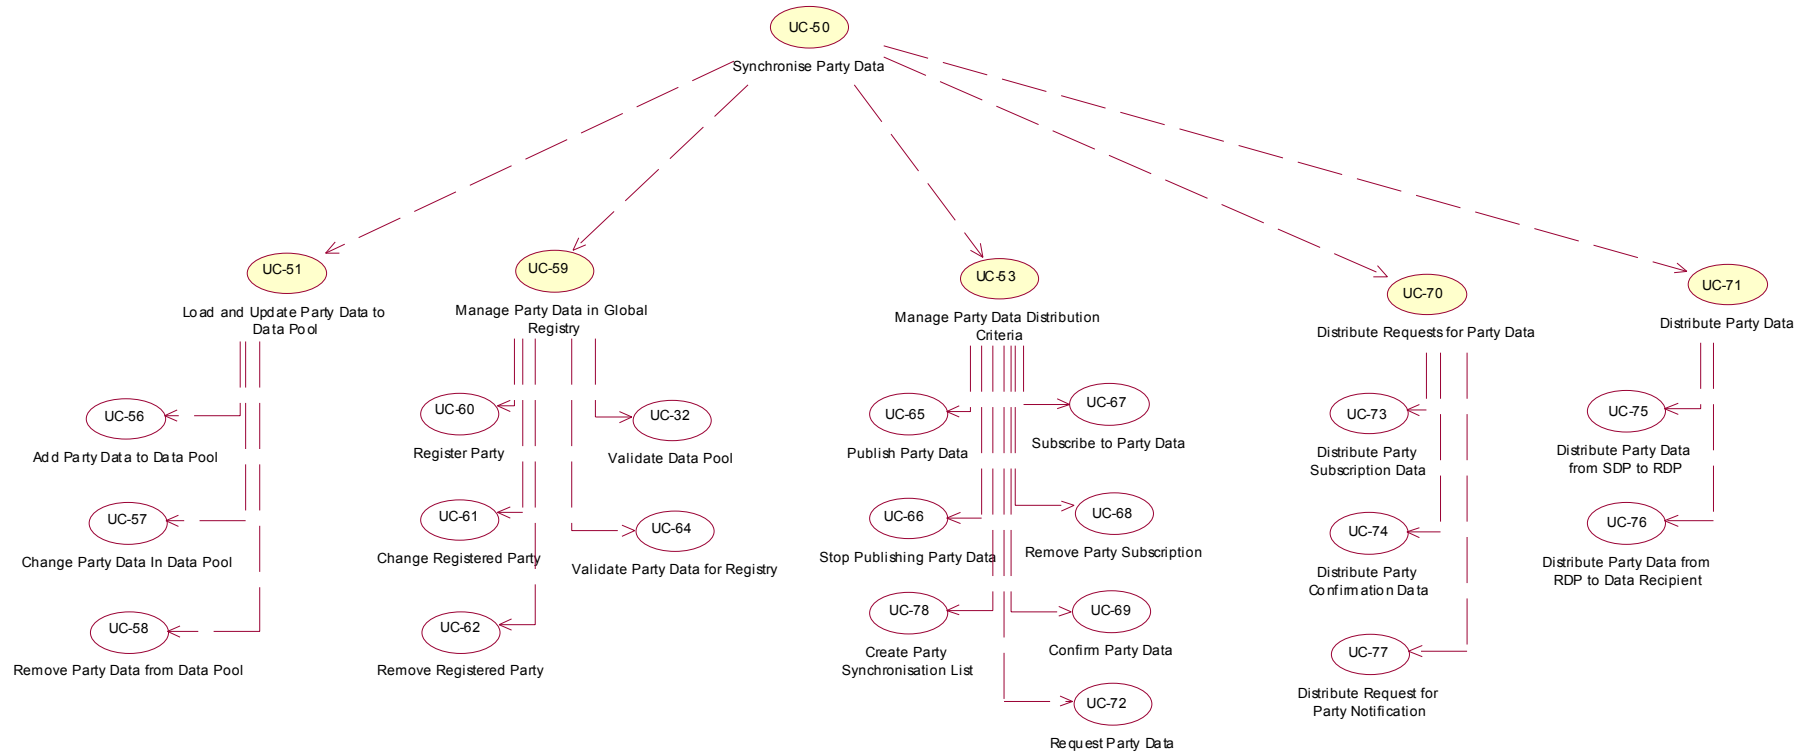 UC-50
Synchronise Party Data
UC-51
Load and Update Party Data to
Data Pool
UC-59
Manage Party Data in Global
Registry
UC-53
Manage Party Data Distribution
Criteria
UC-70
Distribute Requests for Party Data
UC-71
Distribute Party Data
UC-56
Add Party Data to Data Pool
UC-57
Change Party Data In Data Pool
UC-58
Remove Party Data from Data Pool
UC-60
Register Party
UC-61
Change Registered Party
UC-62
Remove Registered Party
UC-32
Validate Data Pool
UC-64
Validate Party Data for Registry
UC-65
Publish Party Data
UC-66
Stop Publishing Party Data
UC-78
Create Party
Synchronisation List
UC-67
Subscribe to Party Data
UC-68
Remove Party Subscription
UC-69
Confirm Party Data
UC-72
Request Party Data
UC-73
Distribute Party
Subscription Data
UC-74
Distribute Party
Confirmation Data
UC-77
Distribute Request for
Party Notification
UC-75
Distribute Party Data
from SDP to RDP
UC-76
Distribute Party Data from
RDP to Data Recipient